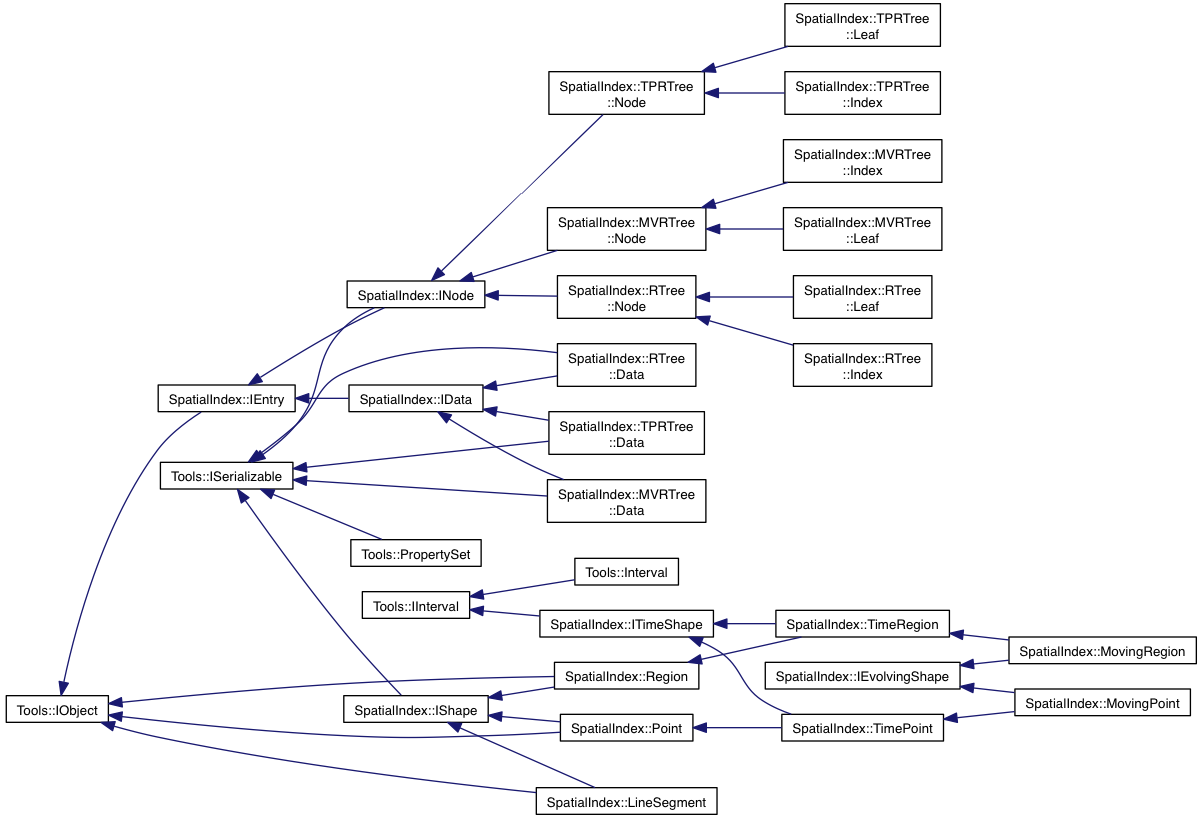 SpatialIndex::TPRTree
::Leaf
SpatialIndex::TPRTree
::Node
SpatialIndex::TPRTree
::Index
SpatialIndex::MVRTree
::Index
SpatialIndex::MVRTree
::Node
SpatialIndex::MVRTree
::Leaf
SpatialIndex::INode
SpatialIndex::RTree
::Node
SpatialIndex::RTree
::Leaf
SpatialIndex::RTree
::Data
SpatialIndex::RTree
::Index
SpatialIndex::IEntry
SpatialIndex::IData
SpatialIndex::TPRTree
::Data
Tools::ISerializable
SpatialIndex::MVRTree
::Data
Tools::PropertySet
Tools::Interval
Tools::IInterval
SpatialIndex::ITimeShape
SpatialIndex::TimeRegion
SpatialIndex::MovingRegion
SpatialIndex::Region
SpatialIndex::IEvolvingShape
Tools::IObject
SpatialIndex::IShape
SpatialIndex::MovingPoint
SpatialIndex::Point
SpatialIndex::TimePoint
SpatialIndex::LineSegment